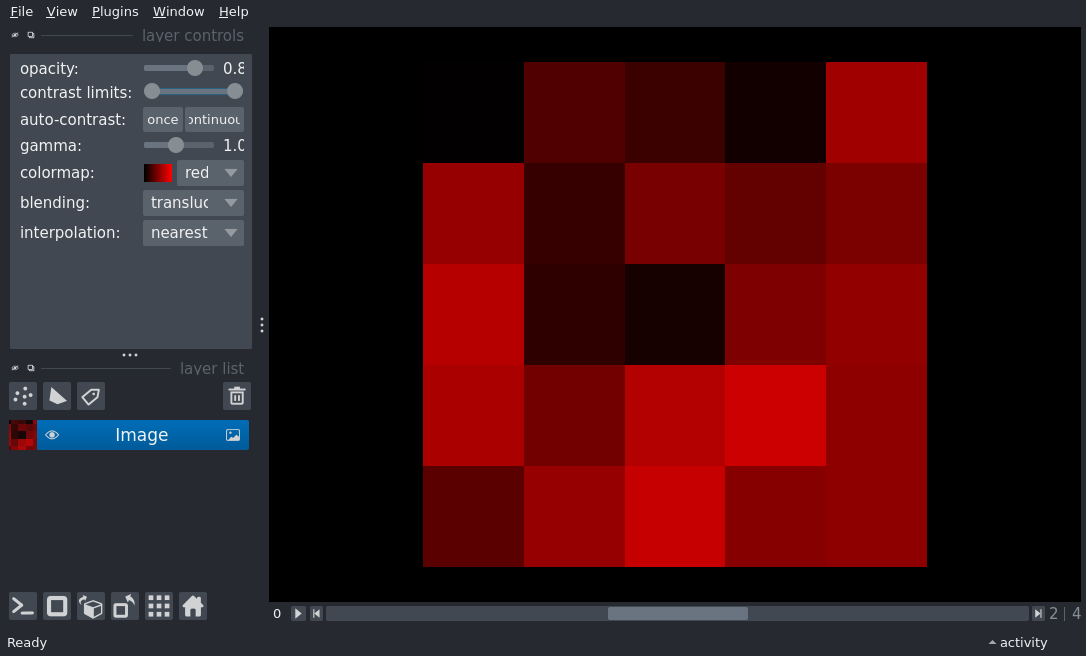 File View Plugins Window Help
layer controls
opacity: 0.8
contrast limits:
auto-contrast: once ontinuou
gamma: 1.0
colormap: red
blending: transluc
interpolation: nearest
layer list
Image
0 2 | 4
Ready activity